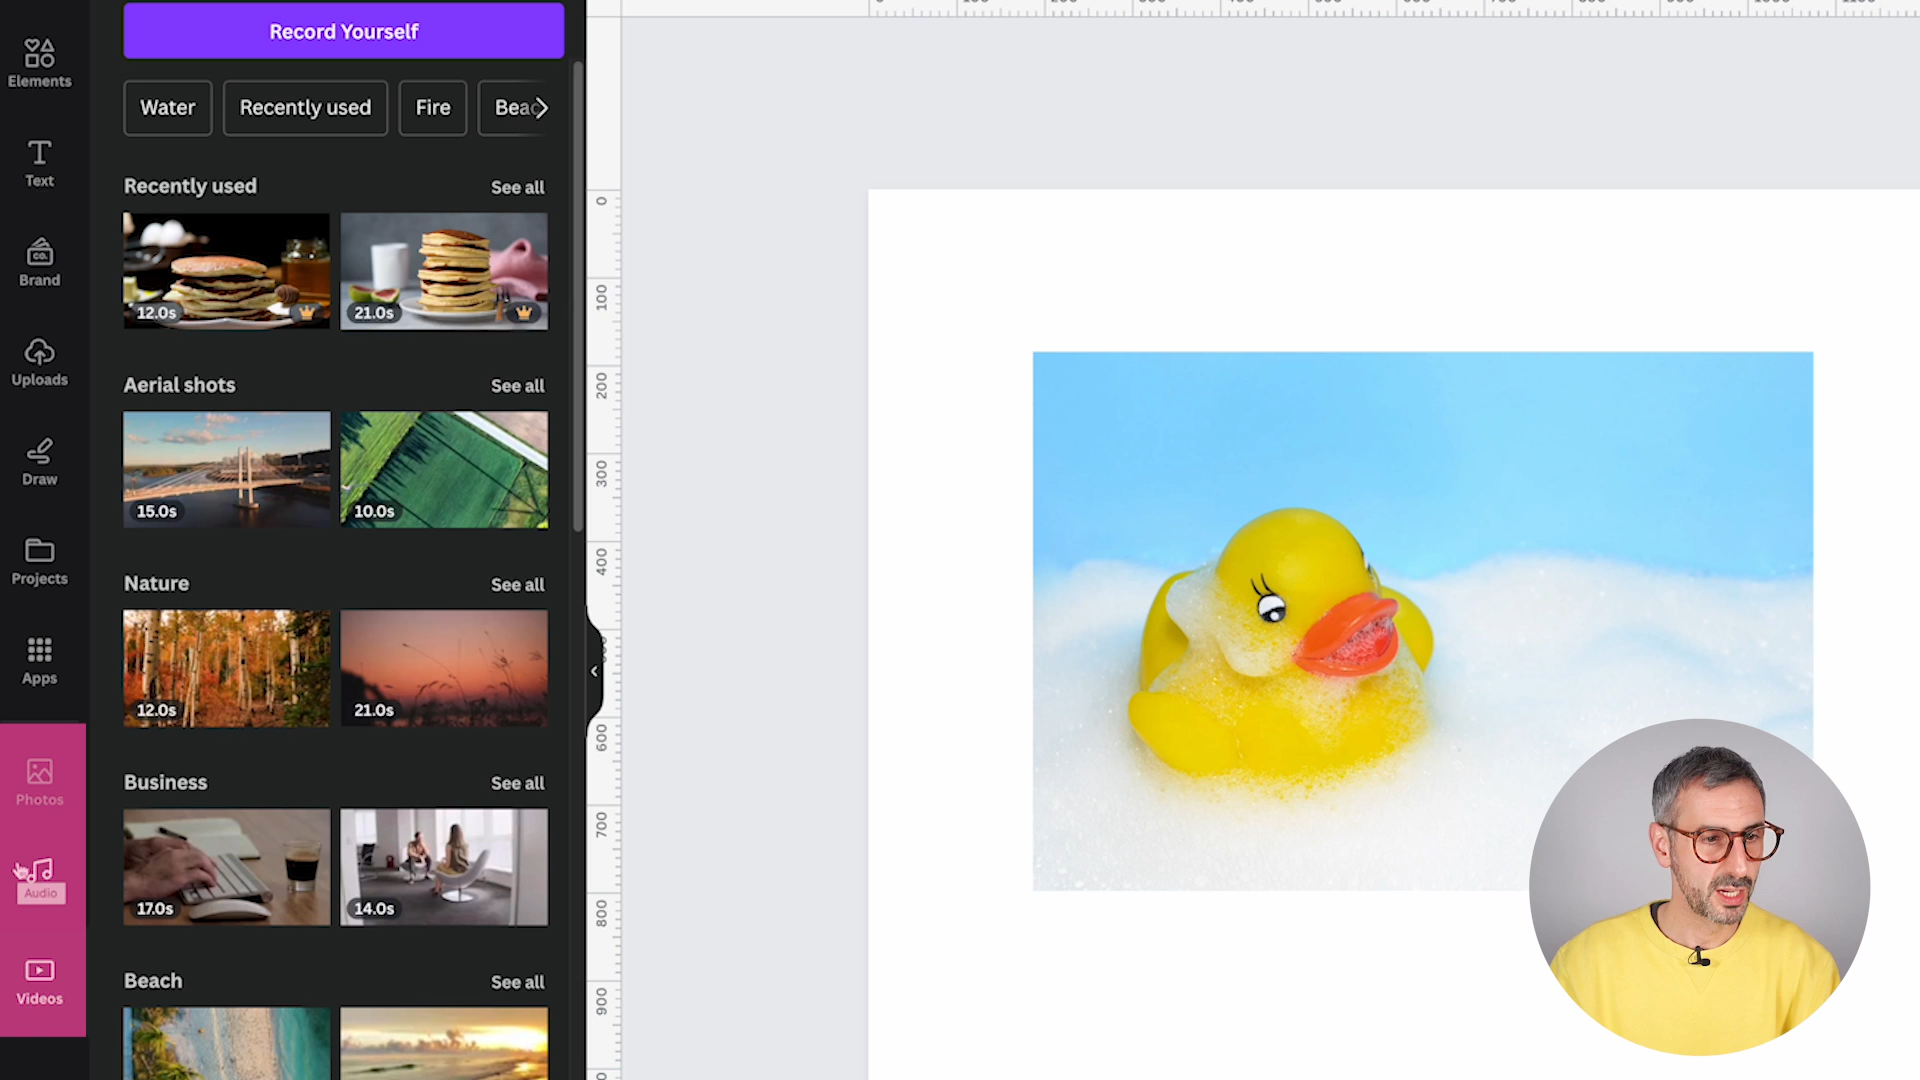 Record Yourself
Elements
Water
Recently used
Fire
Beac
Text
Recently used
See all
Brand
12.0s
21.0s
Uploads
Aerial shots
See all
Draw
15.0s
10.0s
Projects
Nature
See all
Apps
12.0s
21.0s
Photos
Business
See all
Audio
17.0s
14.0s
Videos
Beach
See all
0
100
200
300
400
600
700
800
900
CO.